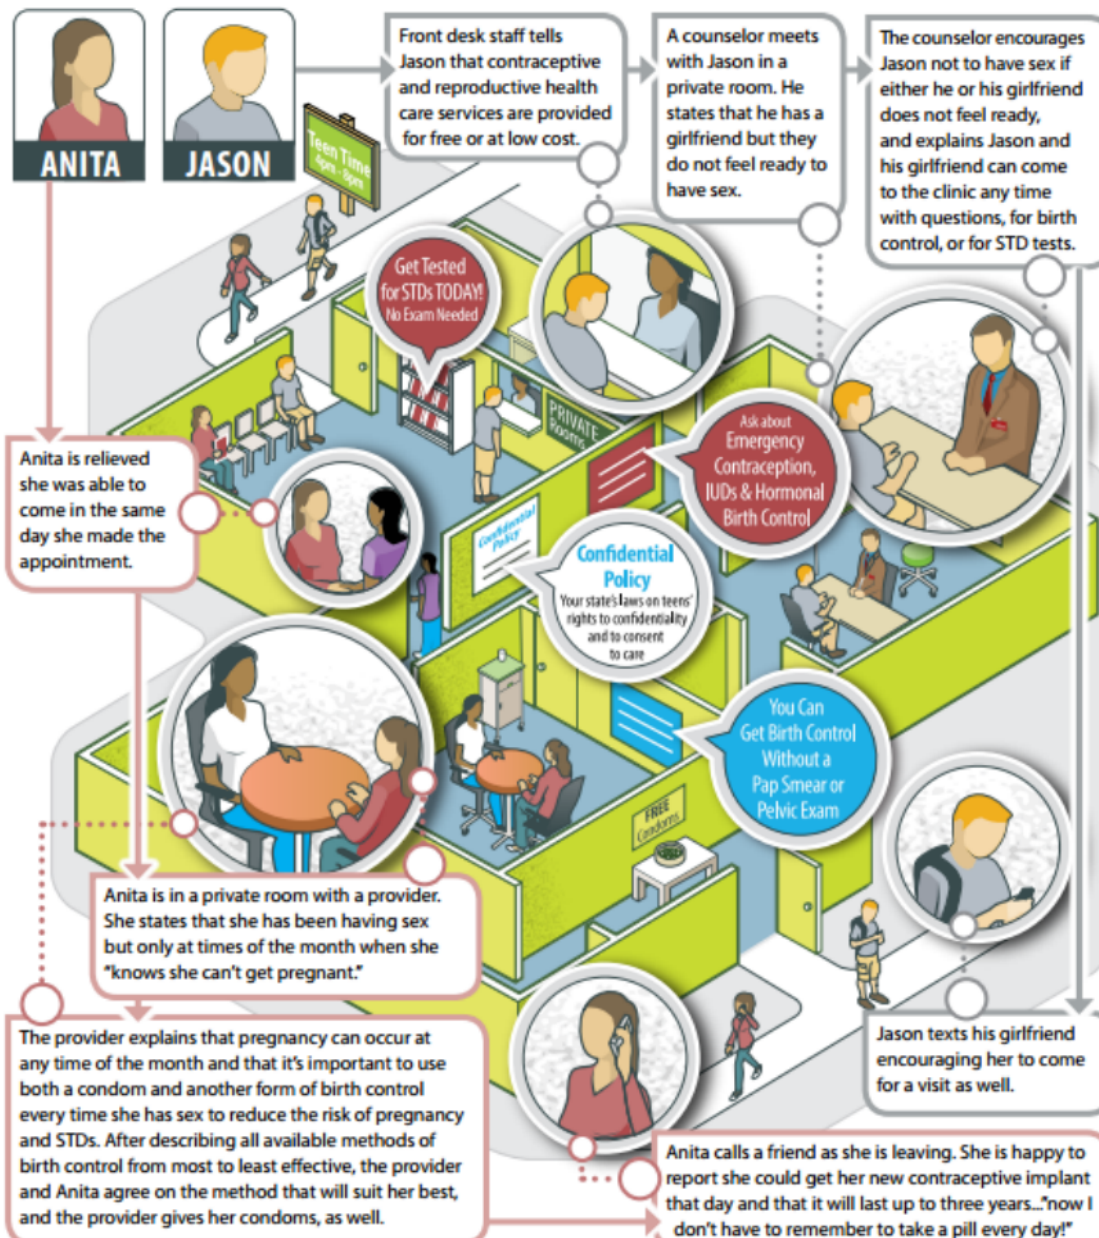 ANITA
JASON
Teen Time
4pm - 8pm
Front desk staff tells
Jason that contraceptive
and reproductive health
care services are provided
for free or at low cost.
A counselor meets
with Jason in a
private room. He
states that he has a
girlfriend but they
do not feel ready to
have sex.
The counselor encourages
Jason not to have sex if
either he or his girlfriend
does not feel ready,
and explains Jason and
his girlfriend can come
to the clinic any time
with questions, for birth
control, or for STD tests.
Get Tested
for STDs TODAY!
No Exam Needed
PRIVATE
Rooms
Ask about
Emergency
Contraception,
IUDs & Hormonal
Birth Control
Anita is relieved
she was able to
come in the same
day she made the
appointment.
Confidential
Policy
Confidential
Policy
Your state's laws on teens'
rights to confidentiality
and to consent
to care
You Can
Get Birth Control
Without a
Pap Smear or
Pelvic Exam
FREE
Condoms
Anita is in a private room with a provider.
She states that she has been having sex
but only at times of the month when she
"knows she can't get pregnant."
The provider explains that pregnancy can occur at
any time of the month and that it's important to use
both a condom and another form of birth control
every time she has sex to reduce the risk of pregnancy
and STDs. After describing all available methods of
birth control from most to least effective, the provider
and Anita agree on the method that will suit her best,
and the provider gives her condoms, as well.
Jason texts his girlfriend
encouraging her to come
for a visit as well.
Anita calls a friend as she is leaving. She is happy to
report she could get her new contraceptive implant
that day and that it will last up to three years..."now I
don't have to remember to take a pill every day!"